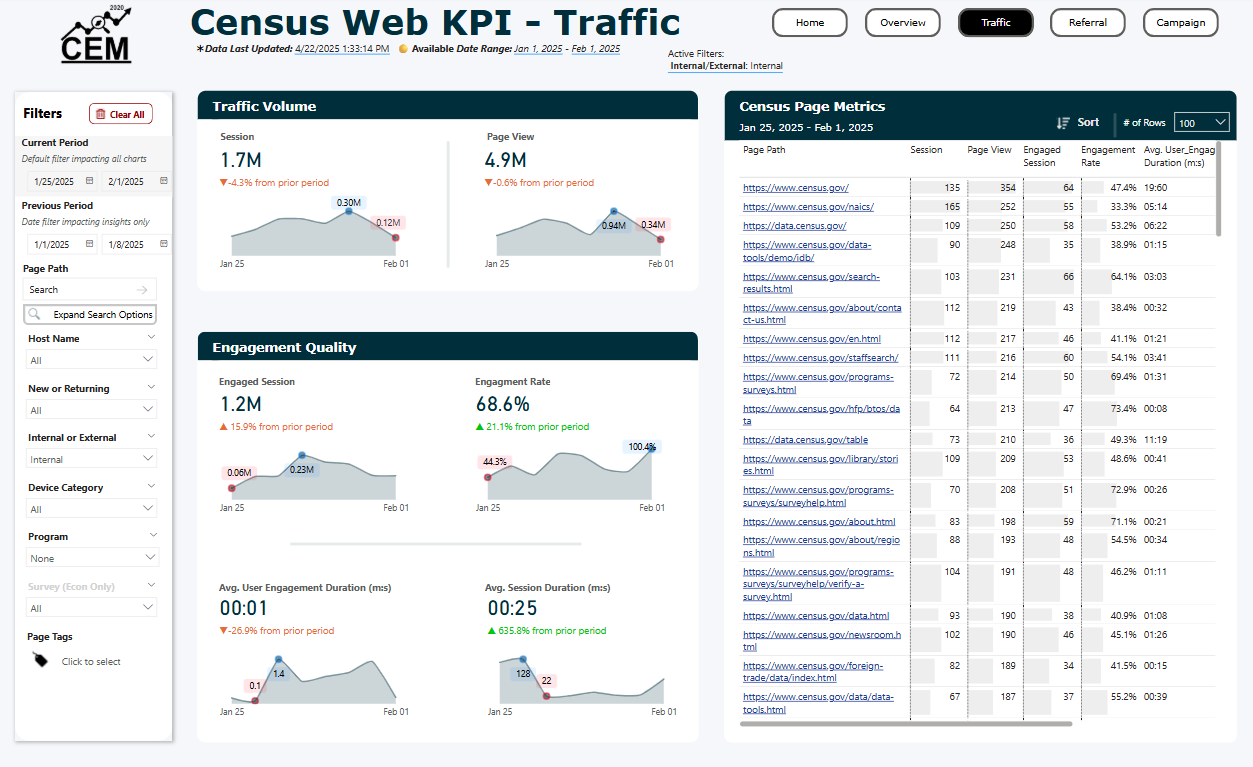 2020
CEM
Census Web KPI - Traffic
*Data Last Updated: 4/22/2025 1:33:14 PM Available Date Range: Jan 1, 2025 - Feb 1, 2025
Active Filters:
Internal/External: Internal
Home
Overview
Traffic
Referral
Campaign
Filters
Clear All
Current Period
Default filter impacting all charts
1/25/2025 2/1/2025
Previous Period
Date filter impacting insights only
1/1/2025 1/8/2025
Page Path
Search
Expand Search Options
Host Name
All
New or Returning
All
Internal or External
Internal
Device Category
All
Program
None
Survey (Econ Only)
All
Page Tags
Click to select
Traffic Volume
Session
1.7M
▼-4.3% from prior period
0.30M
0.12M
Jan 25 Feb 01
Page View
4.9M
▼-0.6% from prior period
0.94M
0.34M
Jan 25 Feb 01
Engagement Quality
Engaged Session
1.2M
▲ 15.9% from prior period
0.06M
0.23M
Jan 25 Feb 01
Engagment Rate
68.6%
▲ 21.1% from prior period
44.3%
100.4%
Jan 25 Feb 01
Avg. User Engagement Duration (m:s)
00:01
▼-26.9% from prior period
0.1
1.4
Jan 25 Feb 01
Avg. Session Duration (m:s)
00:25
▲ 635.8% from prior period
128
22
Jan 25 Feb 01
Census Page Metrics
Jan 25, 2025 - Feb 1, 2025
Sort
# of Rows 100
Page Path Session Page View Engaged Engagement Avg. User_Engag
Session Rate Duration (m:s)
https://www.census.gov/ 135 354 64 47.4% 19:60
https://www.census.gov/naics/ 165 252 55 33.3% 05:14
https://data.census.gov/ 109 250 58 53.2% 06:22
https://www.census.gov/data- 90 248 35 38.9% 01:15
tools/demo/idb/
https://www.census.gov/search- 103 231 66 64.1% 03:03
results.html
https://www.census.gov/about/conta 112 219 43 38.4% 00:32
ct-us.html
https://www.census.gov/en.html 112 217 46 41.1% 01:21
https://www.census.gov/staffsearch/ 111 216 60 54.1% 03:41
https://www.census.gov/programs- 72 214 50 69.4% 01:31
surveys.html
https://www.census.gov/hfp/btos/da 64 213 47 73.4% 00:08
ta
https://data.census.gov/table 73 210 36 49.3% 11:19
https://www.census.gov/library/stori 109 209 53 48.6% 00:41
es.html
https://www.census.gov/programs- 70 208 51 72.9% 00:26
surveys/surveyhelp.html
https://www.census.gov/about.html 83 198 59 71.1% 00:21
https://www.census.gov/about/regio 88 193 48 54.5% 00:34
ns.html
https://www.census.gov/programs- 104 191 48 46.2% 01:11
surveys/surveyhelp/verify-a-
survey.html
https://www.census.gov/data.html 93 190 38 40.9% 01:08
https://www.census.gov/newsroom.h 102 190 46 45.1% 01:26
tml
https://www.census.gov/foreign- 82 189 34 41.5% 00:15
trade/data/index.html
https://www.census.gov/data/data- 67 187 37 55.2% 00:39
tools.html